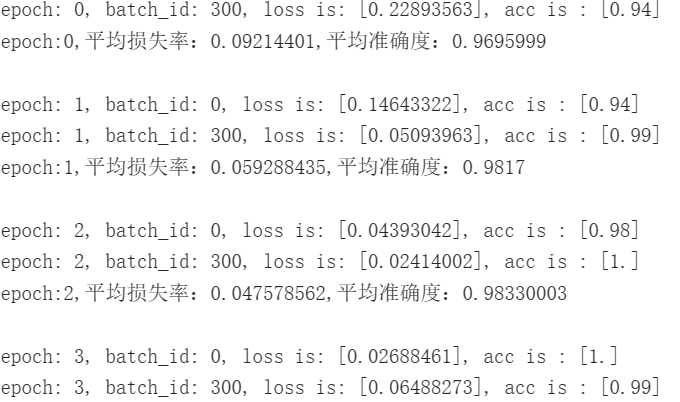 epoch: 0, batch_id: 300, loss is: [0.22893563], acc is : [0.94]
epoch:0,平均损失率：0.09214401,平均准确度：0.9695999
epoch: 1, batch_id: 0, loss is: [0.14643322], acc is : [0.94]
epoch: 1, batch_id: 300, loss is: [0.05093963], acc is : [0.99]
epoch:1,平均损失率：0.059288435,平均准确度：0.9817
epoch: 2, batch_id: 0, loss is: [0.04393042], acc is : [0.98]
epoch: 2, batch_id: 300, loss is: [0.02414002], acc is : [1.]
epoch:2,平均损失率：0.047578562,平均准确度：0.98330003
epoch: 3, batch_id: 0, loss is: [0.02688461], acc is : [1.]
epoch: 3, batch_id: 300, loss is: [0.06488273], acc is : [0.99]